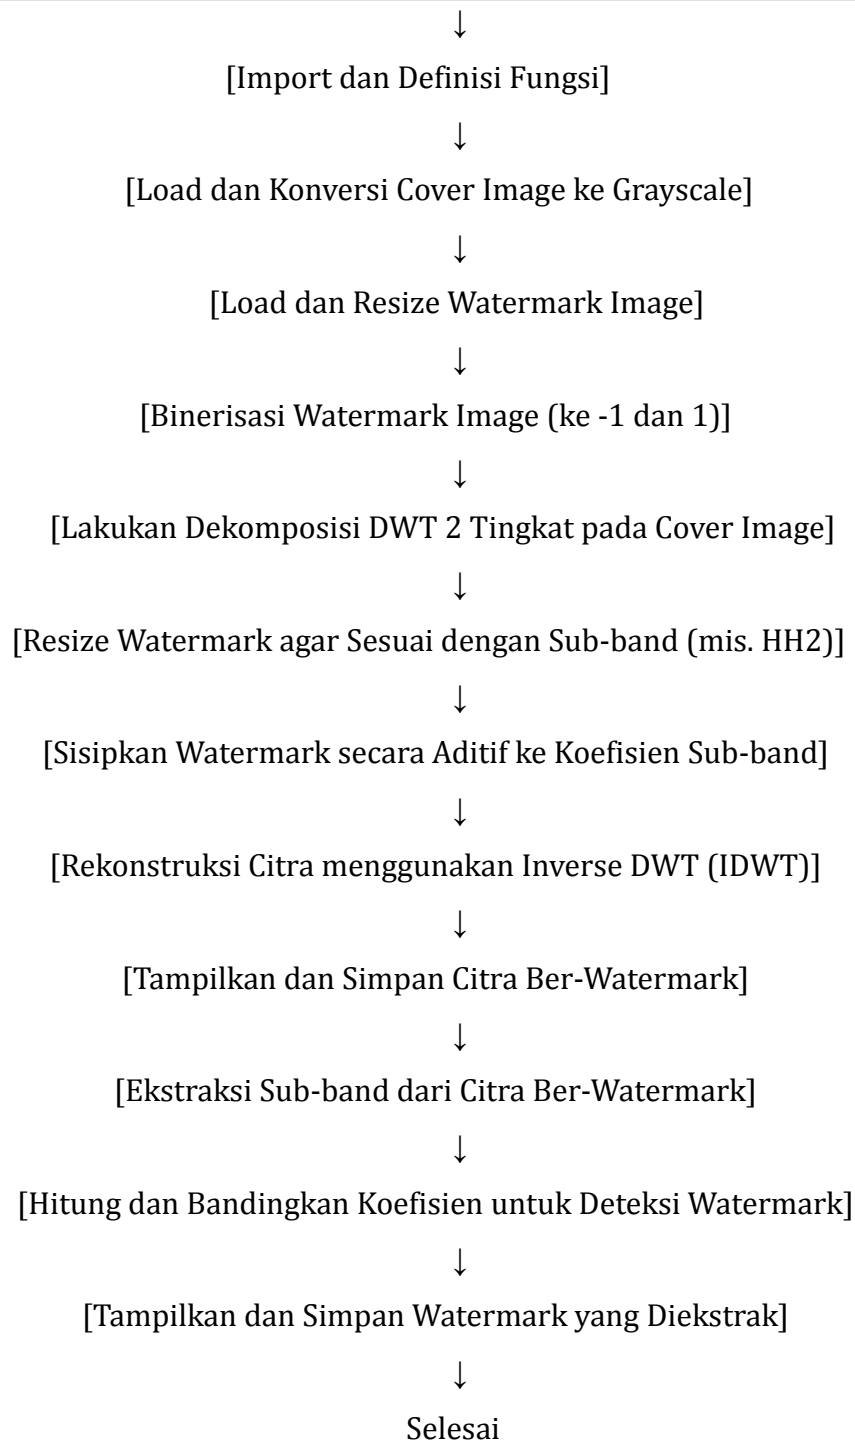 ↓
[Import dan Definisi Fungsi]
↓
[Load dan Konversi Cover Image ke Grayscale]
↓
[Load dan Resize Watermark Image]
↓
[Binerisasi Watermark Image (ke -1 dan 1)]
↓
[Lakukan Dekomposisi DWT 2 Tingkat pada Cover Image]
↓
[Resize Watermark agar Sesuai dengan Sub-band (mis. HH2)]
↓
[Sisipkan Watermark secara Aditif ke Koefisien Sub-band]
↓
[Rekonstruksi Citra menggunakan Inverse DWT (IDWT)]
↓
[Tampilkan dan Simpan Citra Ber-Watermark]
↓
[Ekstraksi Sub-band dari Citra Ber-Watermark]
↓
[Hitung dan Bandingkan Koefisien untuk Deteksi Watermark]
↓
[Tampilkan dan Simpan Watermark yang Diekstrak]
↓
Selesai